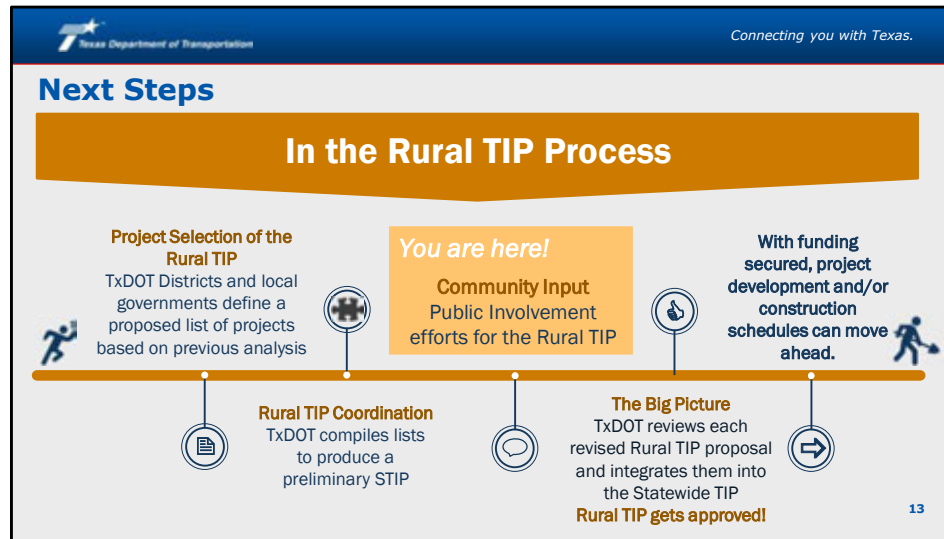 Texas Department of Transportation
Connecting you with Texas.
Next Steps
In the Rural TIP Process
Project Selection of the
Rural TIP
TxDOT Districts and local
governments define a
proposed list of projects
based on previous analysis
Rural TIP Coordination
TxDOT compiles lists
to produce a
preliminary STIP
You are here!
Community Input
Public Involvement
efforts for the Rural TIP
The Big Picture
TxDOT reviews each
revised Rural TIP proposal
and integrates them into
the Statewide TIP
Rural TIP gets approved!
With funding
secured, project
development and/or
construction
schedules can move
ahead.
13